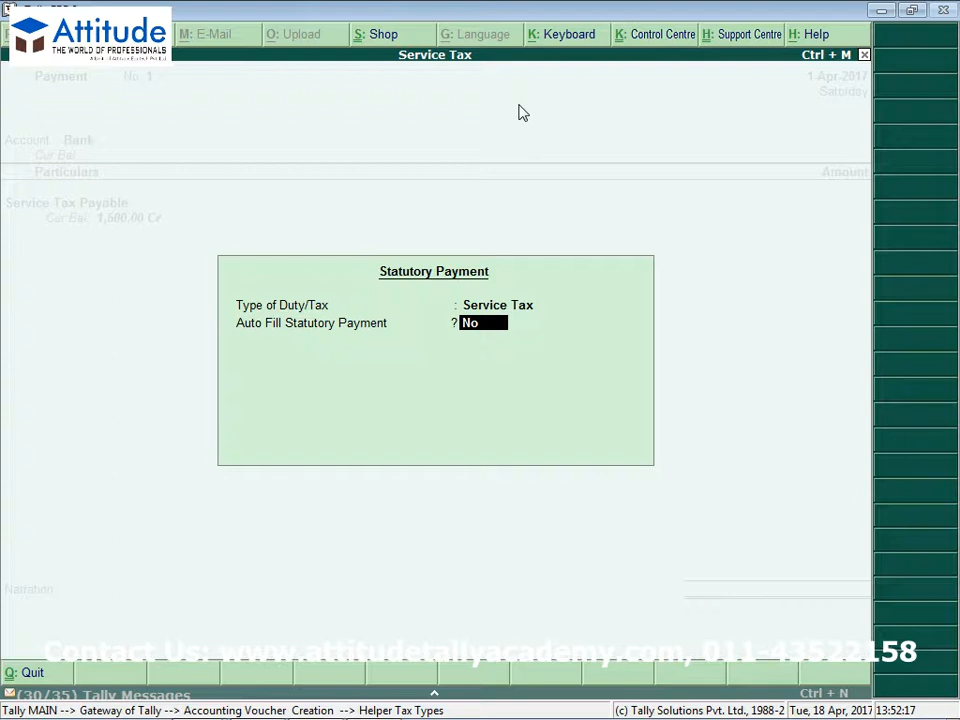 Attitude
THE WORLD OF PROFESSIONALS
M: E-Mail
O: Upload
S: Shop
G: Language
K: Keyboard
K: Control Centre
H: Support Centre
H: Help
Service Tax
Ctrl + M
Payment No. 1
1-Apr-2017
Saturday
Account Bank
Cur Bal:
Particulars
Amount
Service Tax Payable
Cur Bal: 1,500.00 Cr
Statutory Payment
Type of Duty/Tax : Service Tax
Auto Fill Statutory Payment ? No
Narration:
Contact Us: www.attitudetallyacademy.com, 011-43522158
Q: Quit
(30/35) Tally Messages
Ctrl + N
Tally MAIN --> Gateway of Tally --> Accounting Voucher Creation --> Helper Tax Types
(c) Tally Solutions Pvt. Ltd., 1988-2
Tue, 18 Apr, 2017
13:52:17